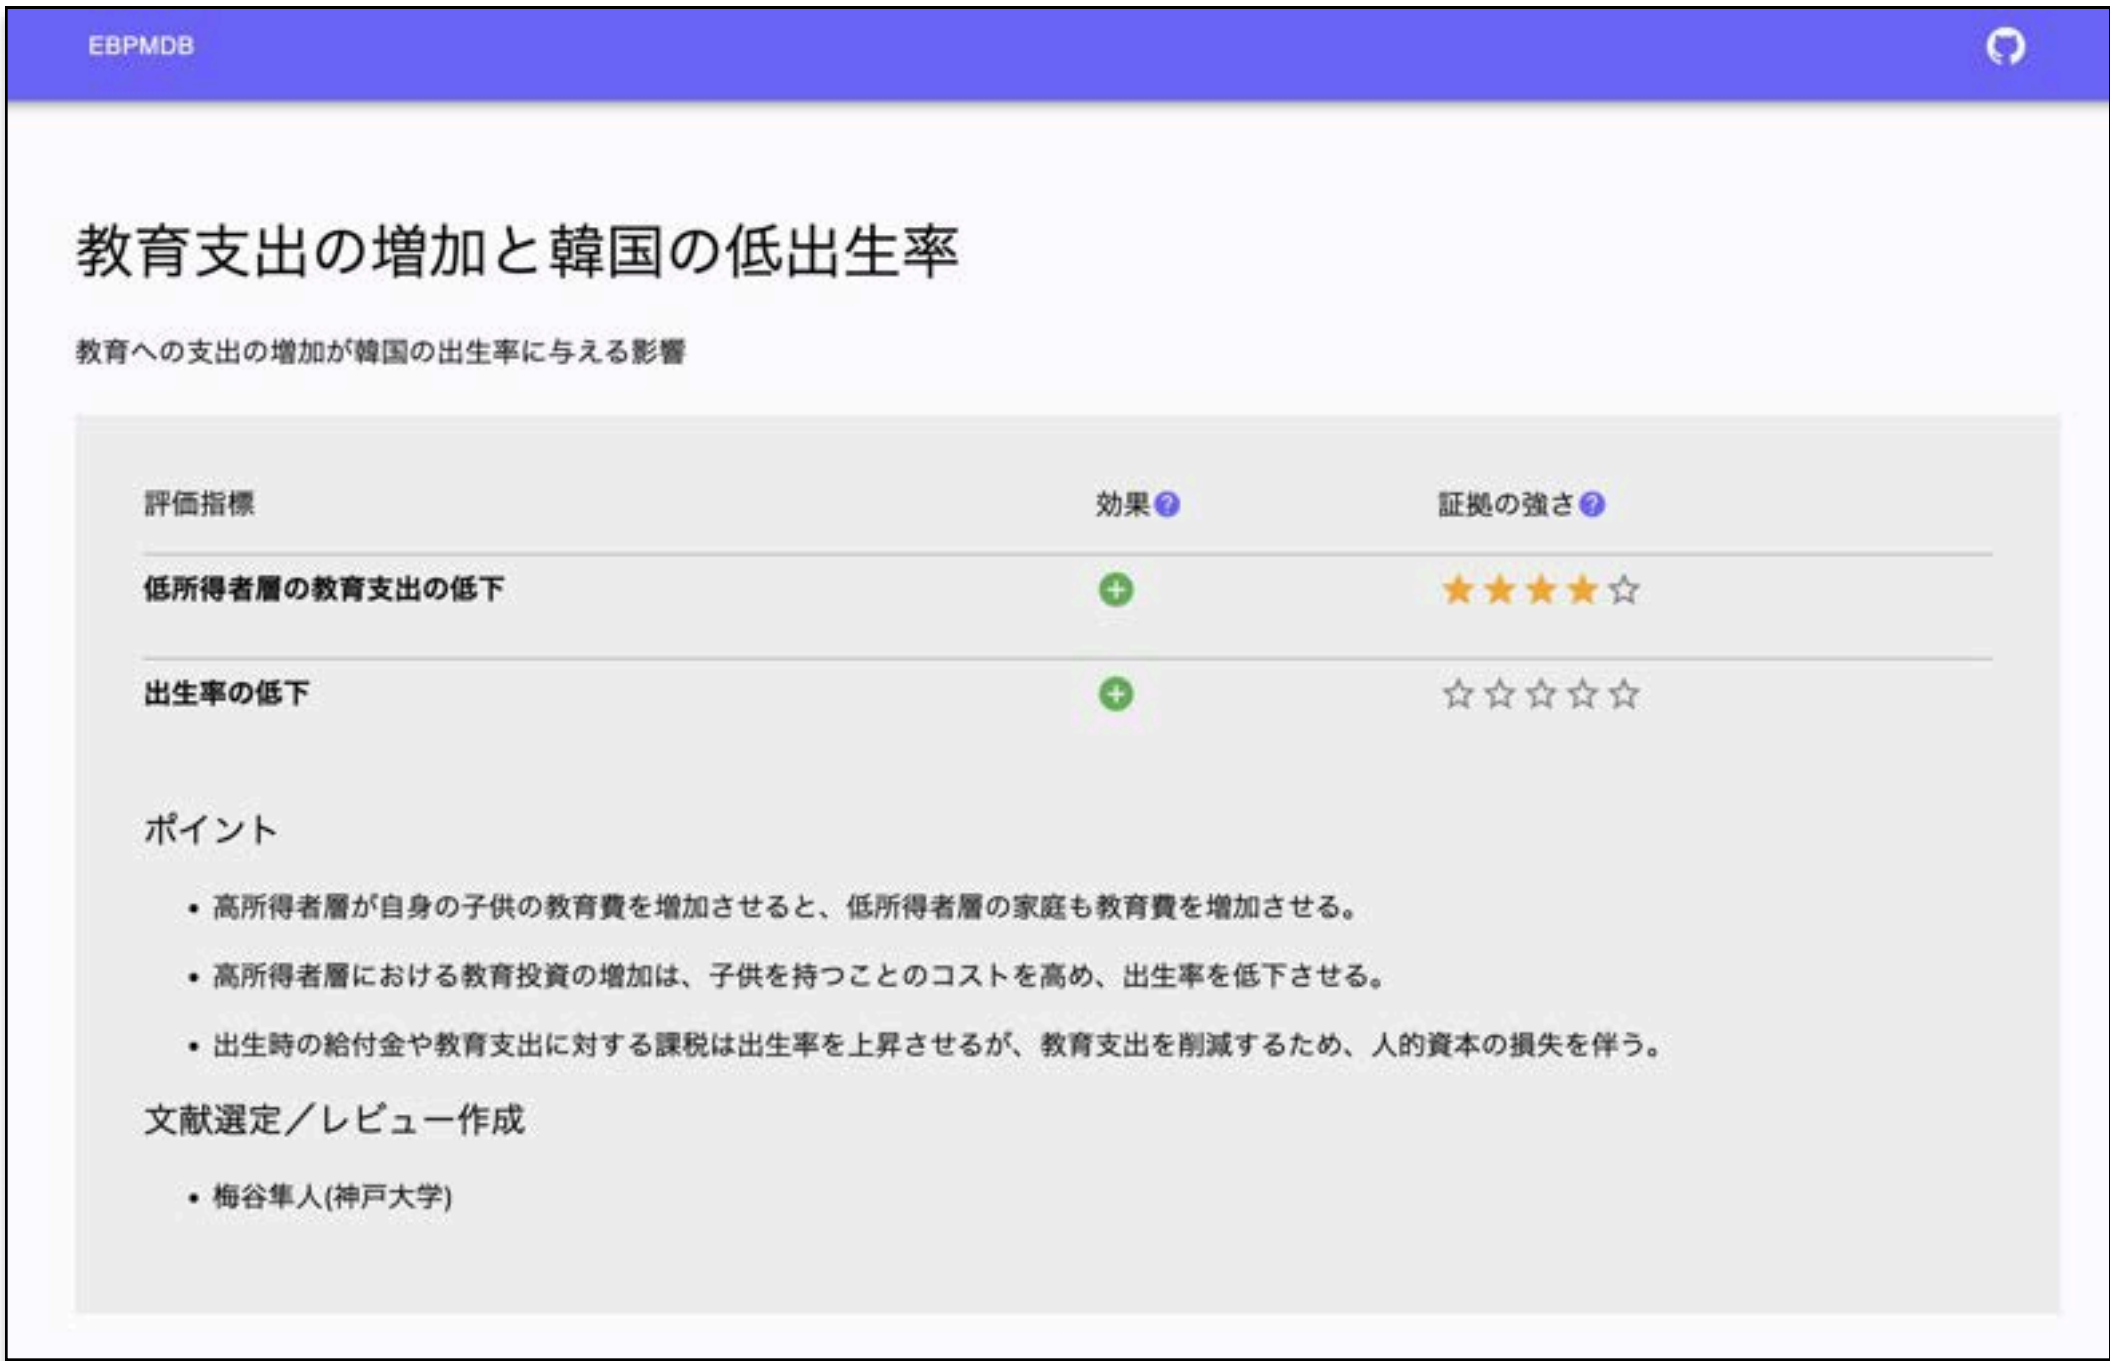 EBPMDB
教育支出の増加と韓国の低出生率
教育への支出の増加が韓国の出生率に与える影響
評価指標 効果? 証拠の強さ?
低所得者層の教育支出の低下 + ★★★★☆
出生率の低下 + ☆☆☆☆☆
ポイント
• 高所得者層が自身の子供の教育費を増加させると、低所得者層の家庭も教育費を増加させる。
• 高所得者層における教育投資の増加は、子供を持つことのコストを高め、出生率を低下させる。
• 出生時の給付金や教育支出に対する課税は出生率を上昇させるが、教育支出を削減するため、人的資本の損失を伴う。
文献選定／レビュー作成
• 梅谷隼人(神戸大学)